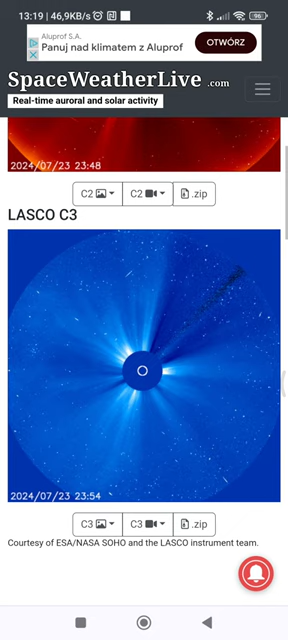 13:19 | 46,9KB/s
96
Aluprof S.A.
Panuj nad klimatem z Aluprof
OTWÓRZ
SpaceWeatherLive .com
Real-time auroral and solar activity
2024/07/23 23:48
C2 C2 .zip
LASCO C3
2024/07/23 23:54
C3 C3 .zip
Courtesy of ESA/NASA SOHO and the LASCO instrument team.